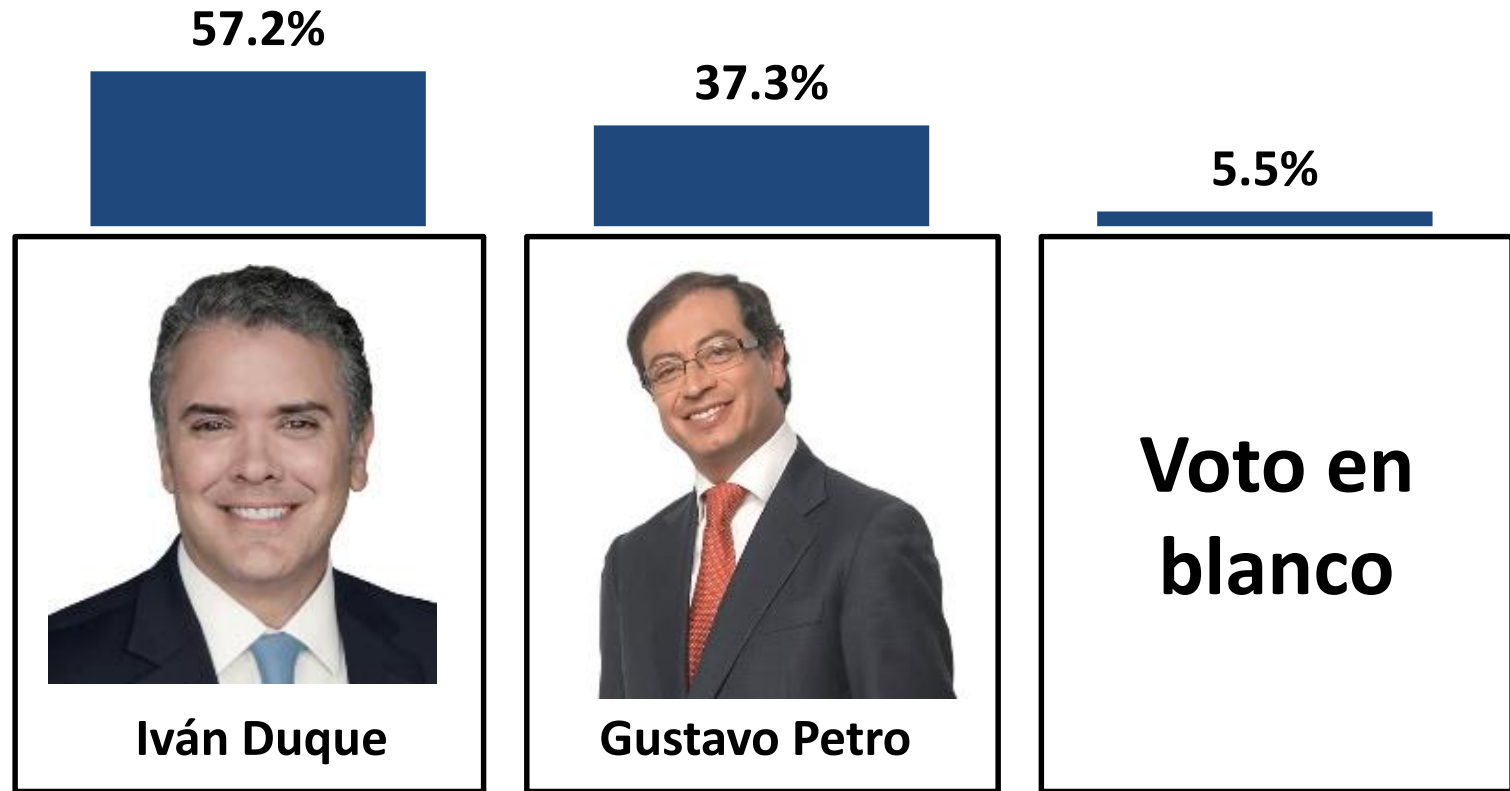 57.2%
37.3%
5.5%
Iván Duque
Gustavo Petro
Voto en
blanco